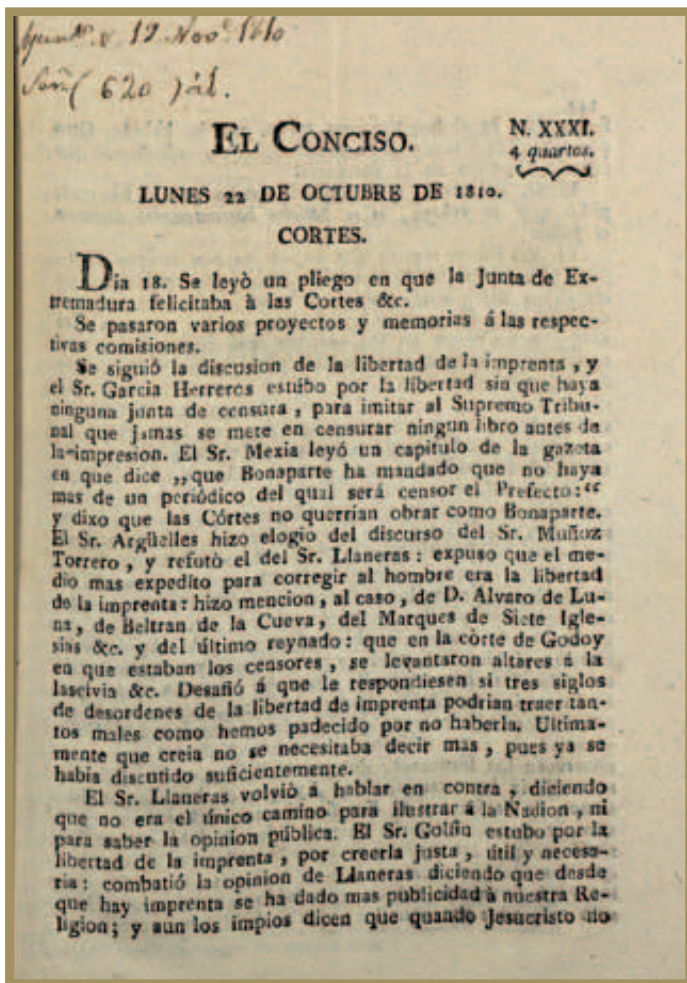 12 Nov.e 1810
( 620 )
EL CONCISO.
N. XXXI.
4 quartos.
LUNES 22 DE OCTUBRE DE 1810.
CORTES.
Dia 18. Se leyò un pliego en que la Junta de Ex-
tremadura felicitaba à las Cortes &c.
Se pasaron varios proyectos y memorias á las respec-
tivas comisiones.
Se siguió la discusion de la libertad de la imprenta , y
el Sr. Garcia Herreros estubo por la libertad sin que haya
ninguna junta de censura , para imitar al Supremo Tribu-
nal que jamas se mete en censurar ningun libro antes de
la impresion. El Sr. Mexia leyó un capitulo de la gazeta
en que dice ,,que Bonaparte ha mandado que no haya
mas de un periódico del qual será censor el Prefecto:“
y dixo que las Córtes no querrian obrar como Bonaparte.
El Sr. Argüelles hizo elogio del discurso del Sr. Muñoz
Torrero , y refutò el del Sr. Llaneras : expuso que el me-
dio mas expedito para corregir al hombre era la libertad
de la imprenta: hizo mencion , al caso , de D. Alvaro de Lu-
na, de Beltran de la Cueva, del Marques de Siete Igle-
sias &c. y del último reynado: que en la còrte de Godoy
en que estaban los censores , se levantaron altares á la
lascivia &c. Desafió á que le respondiesen si tres siglos
de desordenes de la libertad de imprenta podrian traer tan-
tos males como hemos padecido por no haberla. Ultima-
mente que creia no se necesitaba decir mas , pues ya se
habia discutido suficientemente.
El Sr. Llaneras volvió á hablar en contra , diciendo
que no era el único camino para ilustrar á la Nadion , ni
para saber la opinion pública. El Sr. Golfin estubo por la
libertad de la imprenta , por creerla justa , útil y necesa-
ria: combatió la opinion de Llaneras diciendo que desde
que hay imprenta se ha dado mas publicidad à nuestra Re-
ligion; y aun los impios dicen que quando Jesucristo no